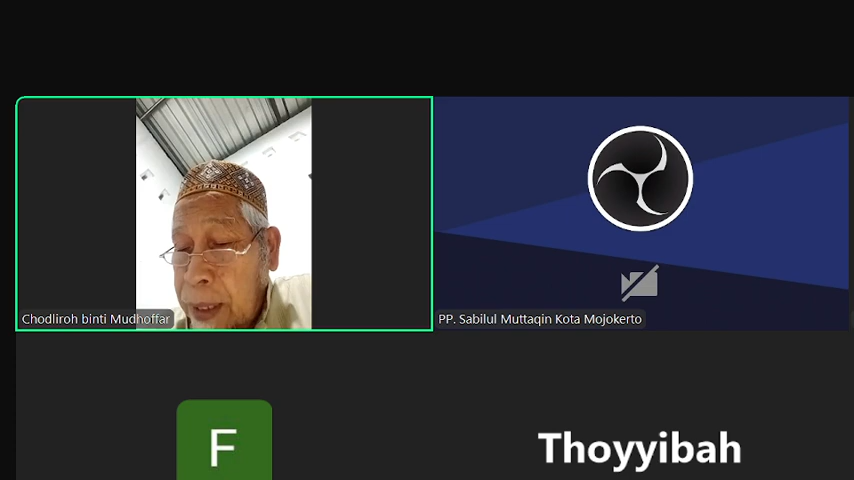 Chodliroh binti Mudhoffar
PP. Sabilul Muttaqin Kota Mojokerto
F
Thoyyibah